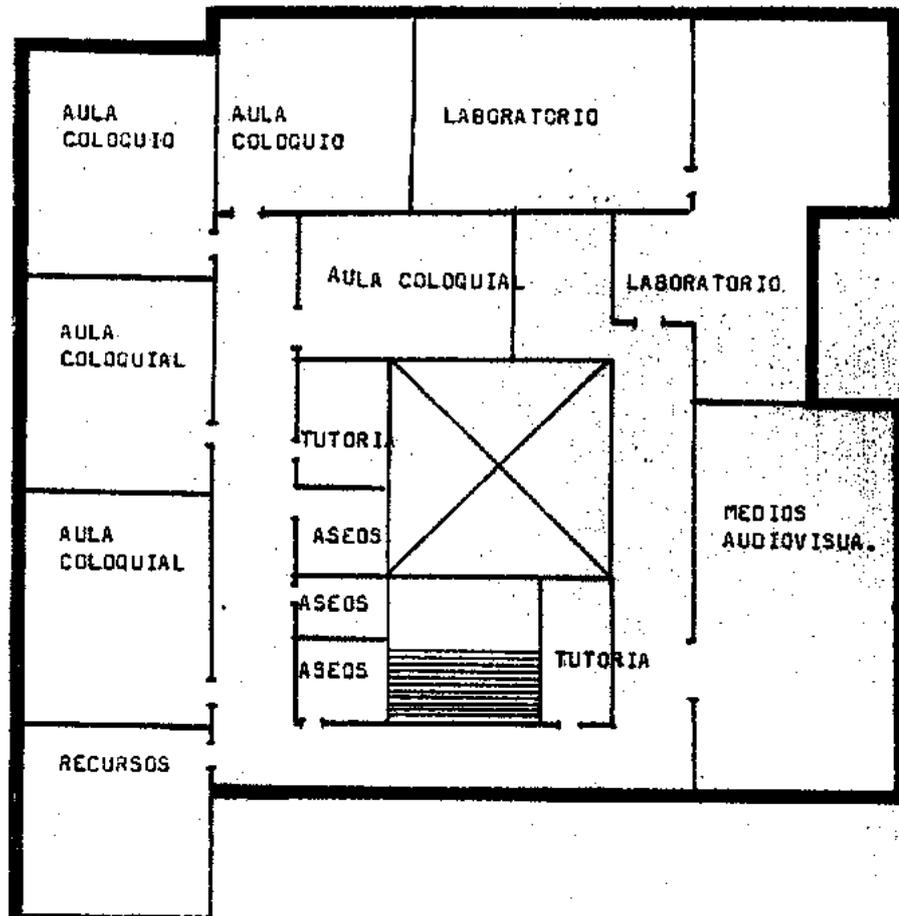 AULA
COLOQUIO
AULA
COLOQUIO
LABORATORIO
AULA COLOQUIAL
LABORATORIO.
AULA
COLOQUIAL
TUTORIA
AULA
COLOQUIAL
ASEOS
MEDIOS
AUDIOVISUA.
ASEOS
ASEOS
TUTORIA
RECURSOS